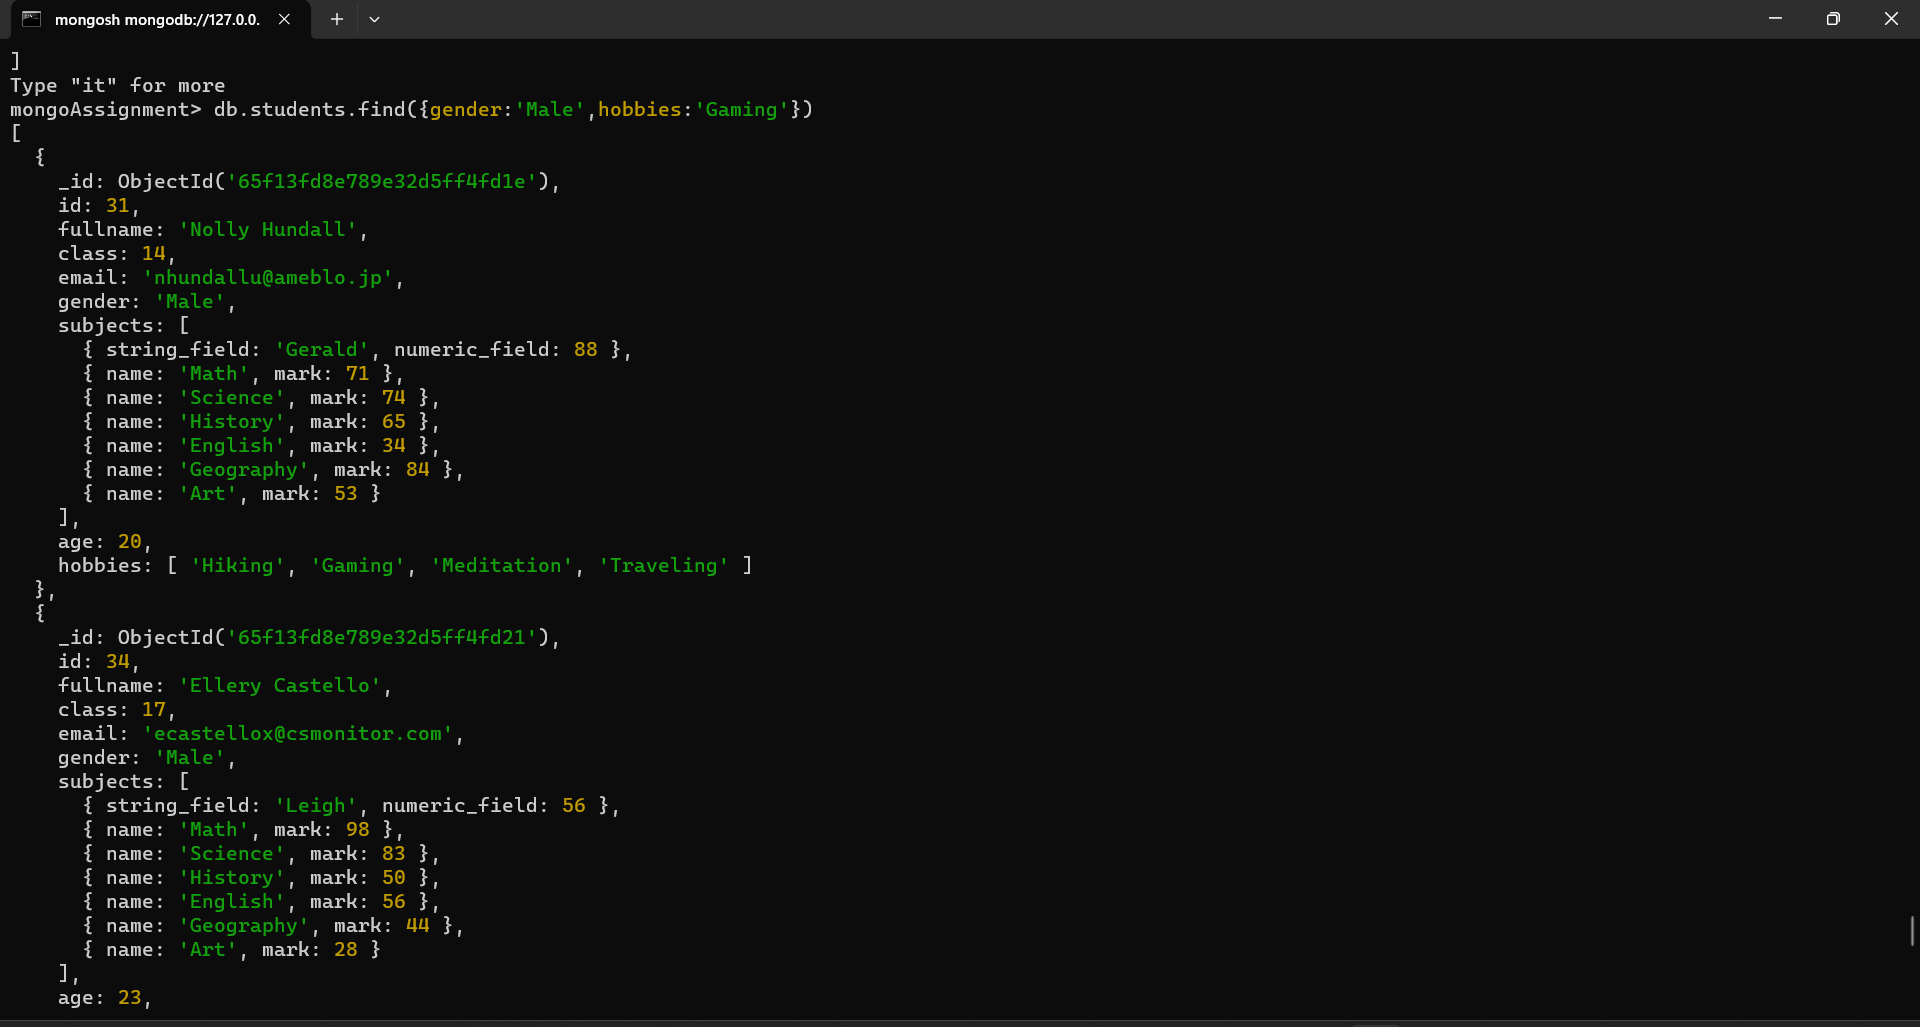 mongosh mongodb://127.0.0.
]
Type "it" for more
mongoAssignment> db.students.find({gender:'Male',hobbies:'Gaming'})
[
  {
    _id: ObjectId('65f13fd8e789e32d5ff4fd1e'),
    id: 31,
    fullname: 'Nolly Hundall',
    class: 14,
    email: 'nhundallu@ameblo.jp',
    gender: 'Male',
    subjects: [
      { string_field: 'Gerald', numeric_field: 88 },
      { name: 'Math', mark: 71 },
      { name: 'Science', mark: 74 },
      { name: 'History', mark: 65 },
      { name: 'English', mark: 34 },
      { name: 'Geography', mark: 84 },
      { name: 'Art', mark: 53 }
    ],
    age: 20,
    hobbies: [ 'Hiking', 'Gaming', 'Meditation', 'Traveling' ]
  },
  {
    _id: ObjectId('65f13fd8e789e32d5ff4fd21'),
    id: 34,
    fullname: 'Ellery Castello',
    class: 17,
    email: 'ecastellox@csmonitor.com',
    gender: 'Male',
    subjects: [
      { string_field: 'Leigh', numeric_field: 56 },
      { name: 'Math', mark: 98 },
      { name: 'Science', mark: 83 },
      { name: 'History', mark: 50 },
      { name: 'English', mark: 56 },
      { name: 'Geography', mark: 44 },
      { name: 'Art', mark: 28 }
    ],
    age: 23,